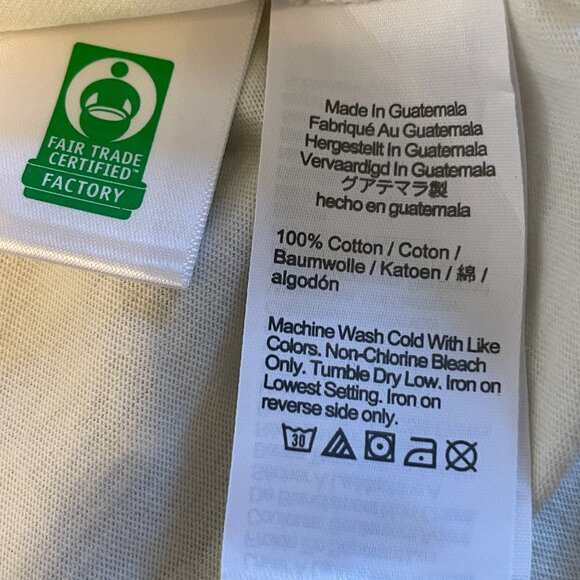 FAIR TRADE
CERTIFIED™
FACTORY
Made In Guatemala
Fabriqué Au Guatemala
Hergestellt In Guatemala
Vervaardigd In Guatemala
グアテマラ製
hecho en guatemala
100% Cotton / Coton /
Baumwolle / Katoen / 綿 /
algodón
Machine Wash Cold With Like
Colors. Non-Chlorine Bleach
Only. Tumble Dry Low. Iron on
Lowest Setting. Iron on
reverse side only.
30